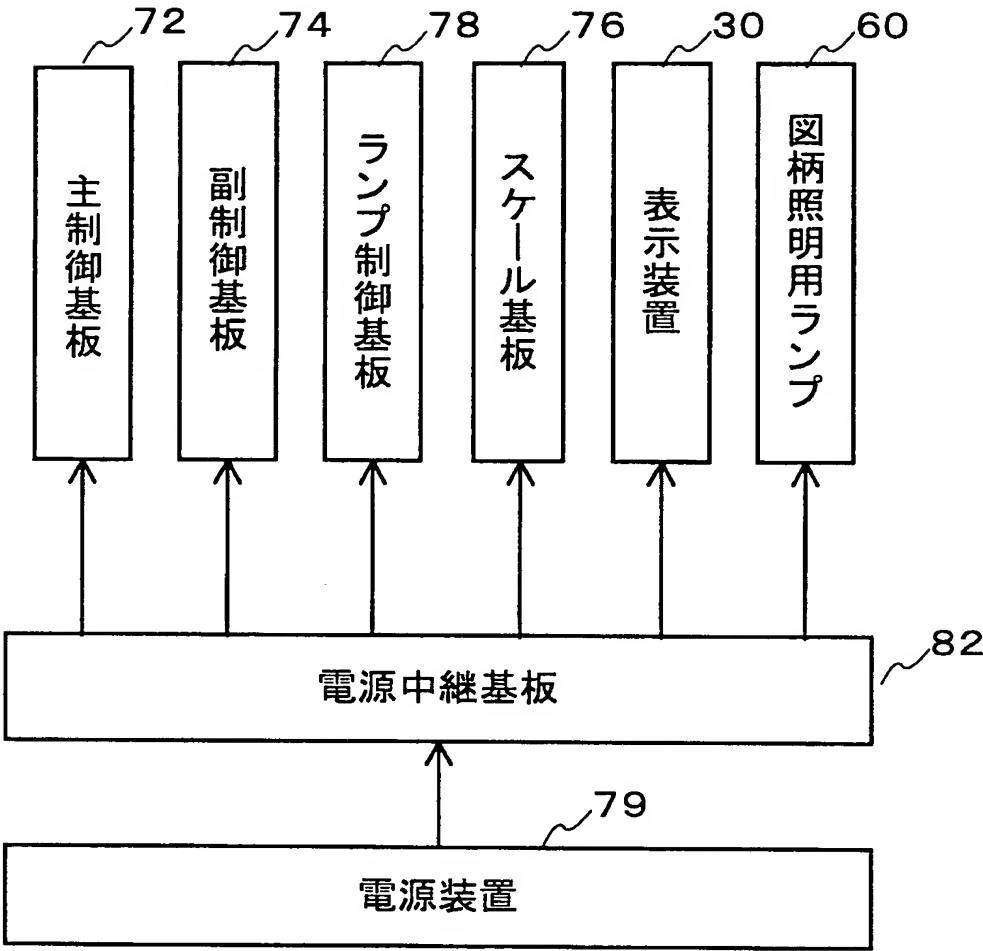 72
74
78
76
30
60
主制御基板
副制御基板
ランプ制御基板
スケール基板
表示装置
図柄照明用ランプ
電源中継基板
82
79
電源装置